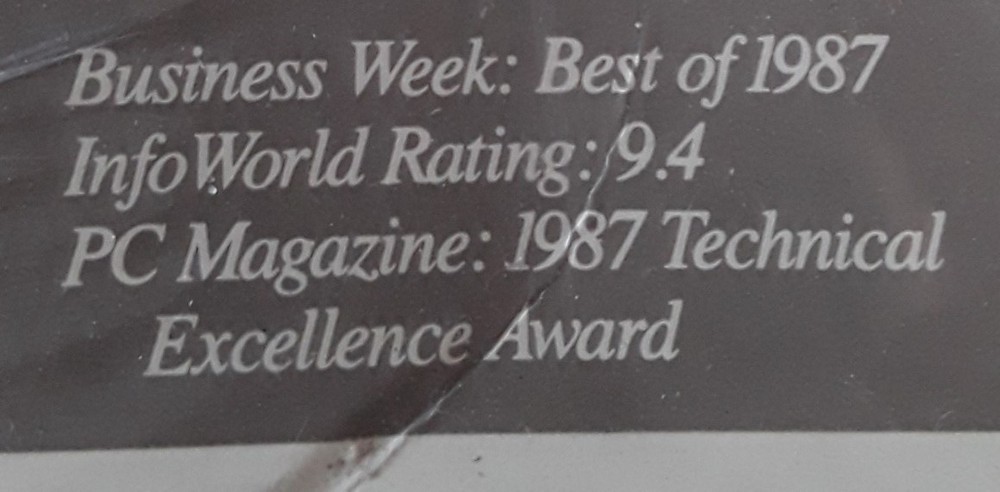 Business Week: Best of 1987
InfoWorld Rating: 9.4
PC Magazine: 1987 Technical
Excellence Award